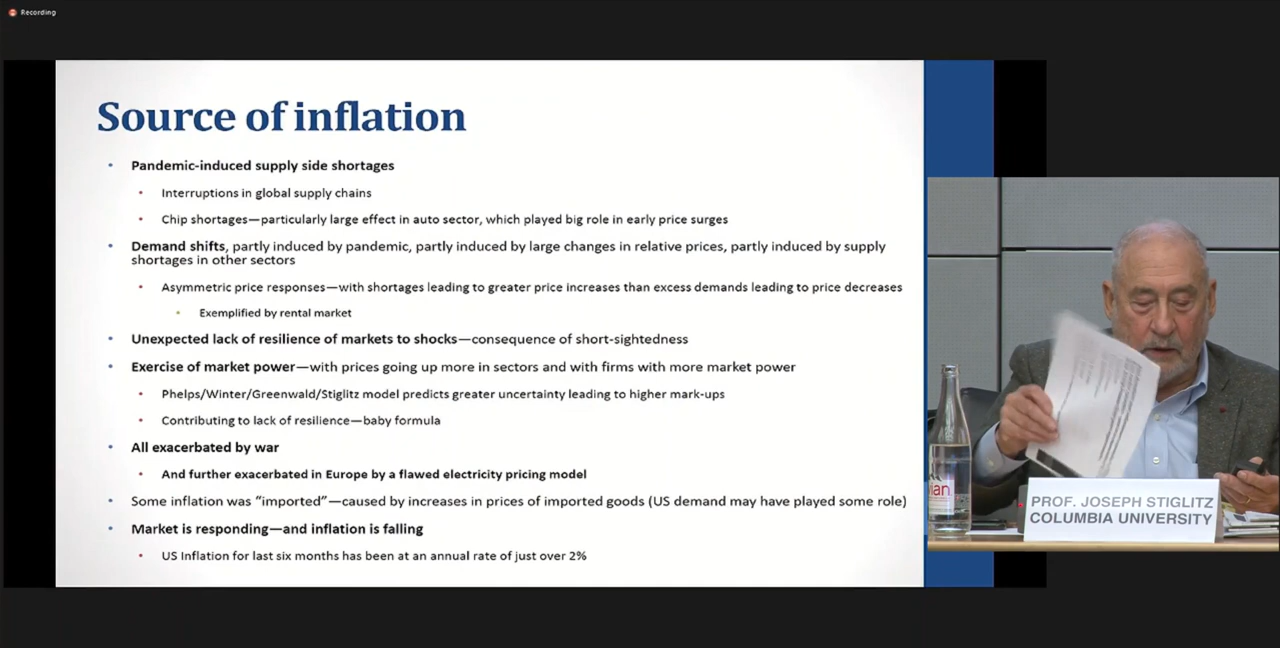 Recording
Source of inflation
• Pandemic-induced supply side shortages
• Interruptions in global supply chains
• Chip shortages—particularly large effect in auto sector, which played big role in early price surges
• Demand shifts, partly induced by pandemic, partly induced by large changes in relative prices, partly induced by supply
shortages in other sectors
• Asymmetric price responses—with shortages leading to greater price increases than excess demands leading to price decreases
• Exemplified by rental market
• Unexpected lack of resilience of markets to shocks—consequence of short-sightedness
• Exercise of market power—with prices going up more in sectors and with firms with more market power
• Phelps/Winter/Greenwald/Stiglitz model predicts greater uncertainty leading to higher mark-ups
• Contributing to lack of resilience—baby formula
• All exacerbated by war
• And further exacerbated in Europe by a flawed electricity pricing model
• Some inflation was “imported”—caused by increases in prices of imported goods (US demand may have played some role)
• Market is responding—and inflation is falling
• US Inflation for last six months has been at an annual rate of just over 2%
PROF. JOSEPH STIGLITZ
COLUMBIA UNIVERSITY